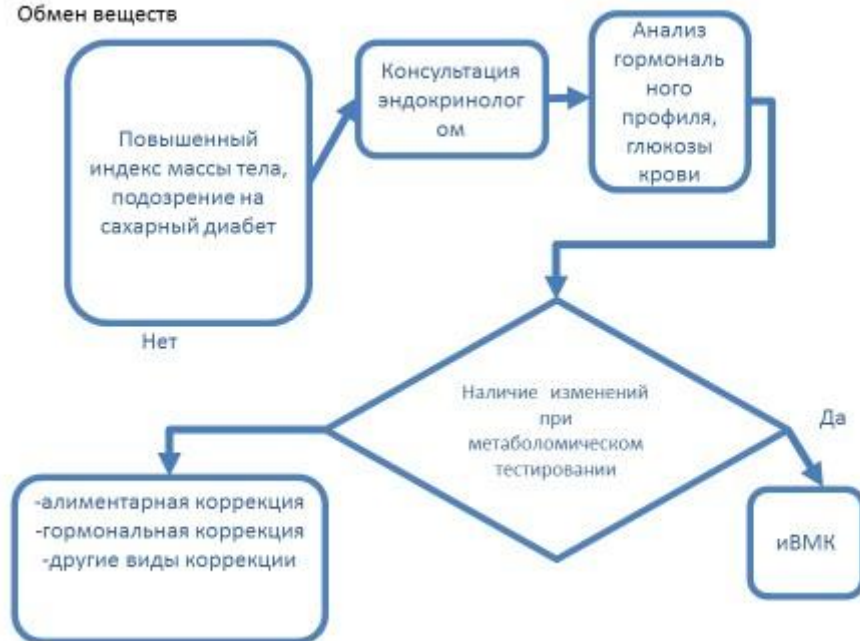 Обмен веществ
Повышенный
индекс массы тела,
подозрение на
сахарный диабет
Консультация
эндокринолог
ом
Анализ
гормональ
ного
профиля,
глюкозы
крови
Наличие изменений
при
метаболомическом
тестировании
Нет
-алиментарная коррекция
-гормональная коррекция
-другие виды коррекции
Да
иВМК